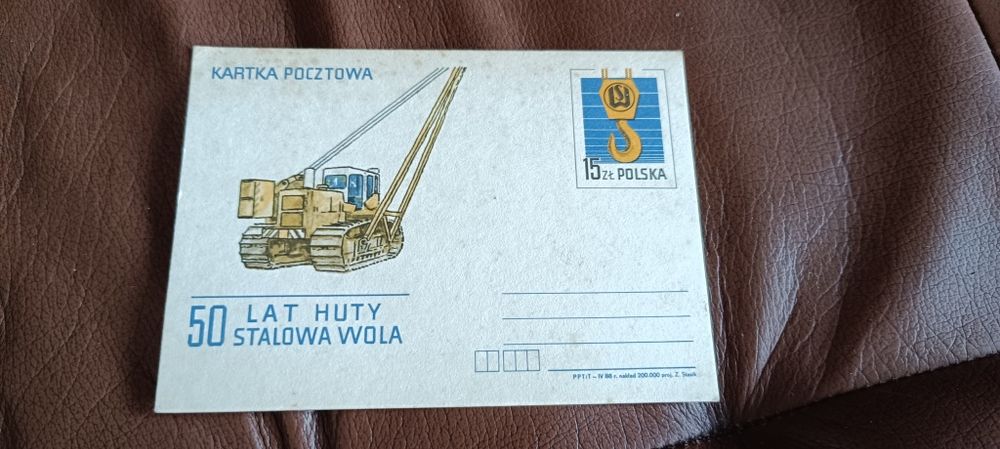 KARTKA POCZTOWA
15 ZŁ POLSKA
50 LAT HUTY
STALOWA WOLA
PPTiT – IV 88 r. nakład 200.000 proj. Z. Stasik